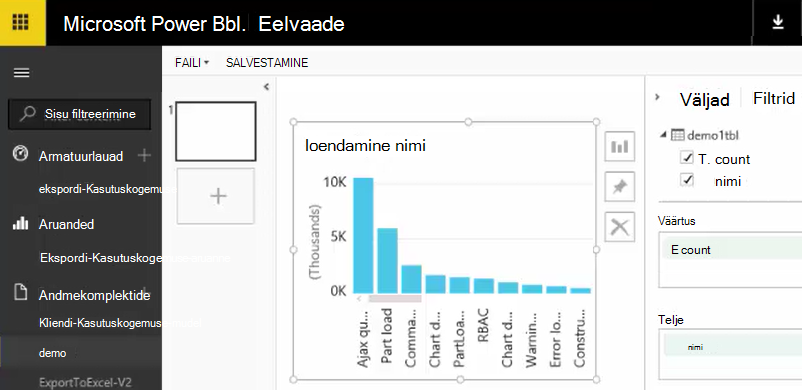 Microsoft Power Bbl. Eelvaade
FAILI SALVESTAMINE
Sisu filtreerimine
Armatuurlauad
ekspordi-Kasutuskogemus
Aruanded
Ekspordi-Kasutuskoge
Andmekomplektide
Kliendi-Kasutuskogemus
demo
ExportToExcel-V2
1
loendamine nimi
(Thousands)
10K
5K
0K
Ajax qu...
Part load
Comma...
Chart d...
PartLoa...
RBAC
Chart d...
Warnin...
Error lo...
Constru...
Väljad Filtrid
demo1tbl
T. count
nimi
Väärtus
E count
Telje
nimi